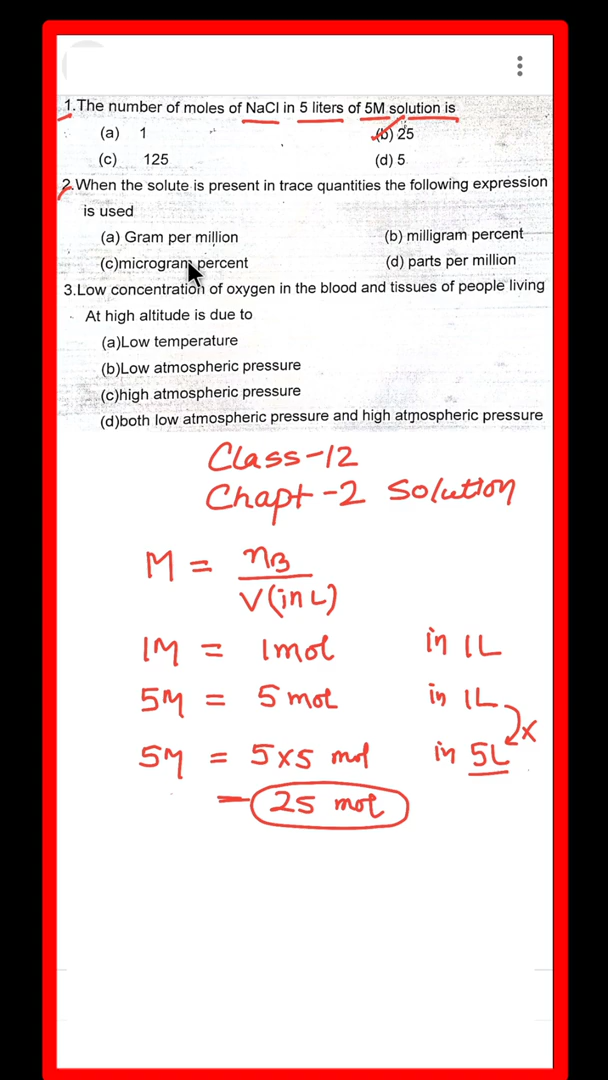 1.The number of moles of NaCl in 5 liters of 5M solution is
(a) 1 (b) 25
(c) 125 (d) 5
2.When the solute is present in trace quantities the following expression
is used
(a) Gram per million (b) milligram percent
(c)microgram percent (d) parts per million
3.Low concentration of oxygen in the blood and tissues of people living
At high altitude is due to
(a)Low temperature
(b)Low atmospheric pressure
(c)high atmospheric pressure
(d)both low atmospheric pressure and high atmospheric pressure
Class-12
Chapt-2 Solution
M = nB / V(in L)
1M = 1mol in 1L
5M = 5 mol in 1L
5M = 5x5 mol in 5L
= 25 mol